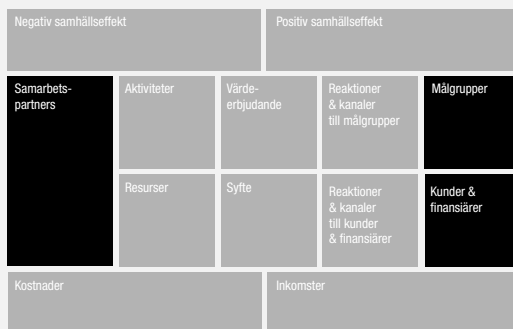 Negativ samhällseffekt
Positiv samhällseffekt
Samarbets-
partners
Aktiviteter
Värde-
erbjudande
Reaktioner
& kanaler
till målgrupper
Målgrupper
Resurser
Syfte
Reaktioner
& kanaler
till kunder
& finansiärer
Kunder &
finansiärer
Kostnader
Inkomster